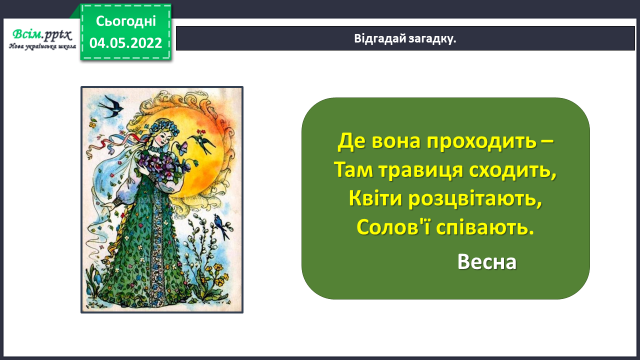 Всім.pptx
Нова українська школа
Сьогодні
04.05.2022
Відгадай загадку.
Де вона проходить –
Там травиця сходить,
Квіти розцвітають,
Солов'ї співають.
Весна